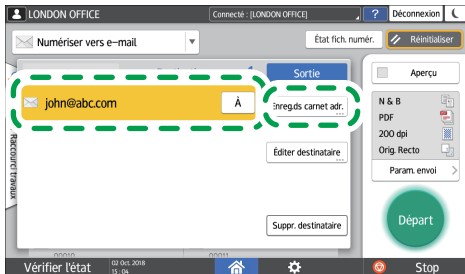 LONDON OFFICE
Connecté : [LONDON OFFICE]
?
Déconnexion
Numériser vers e-mail
État fich. numér.
Réinitialiser
Sortie
Aperçu
john@abc.com
À
Enreg.ds carnet adr.
N & B
PDF
200 dpi
Orig. Recto
Raccourci travaux
Éditer destinataire
Param. envoi
Départ
Suppr. destinataire
00010
00011
Vérifier l'état
02 Oct. 2018
15 : 04
Stop